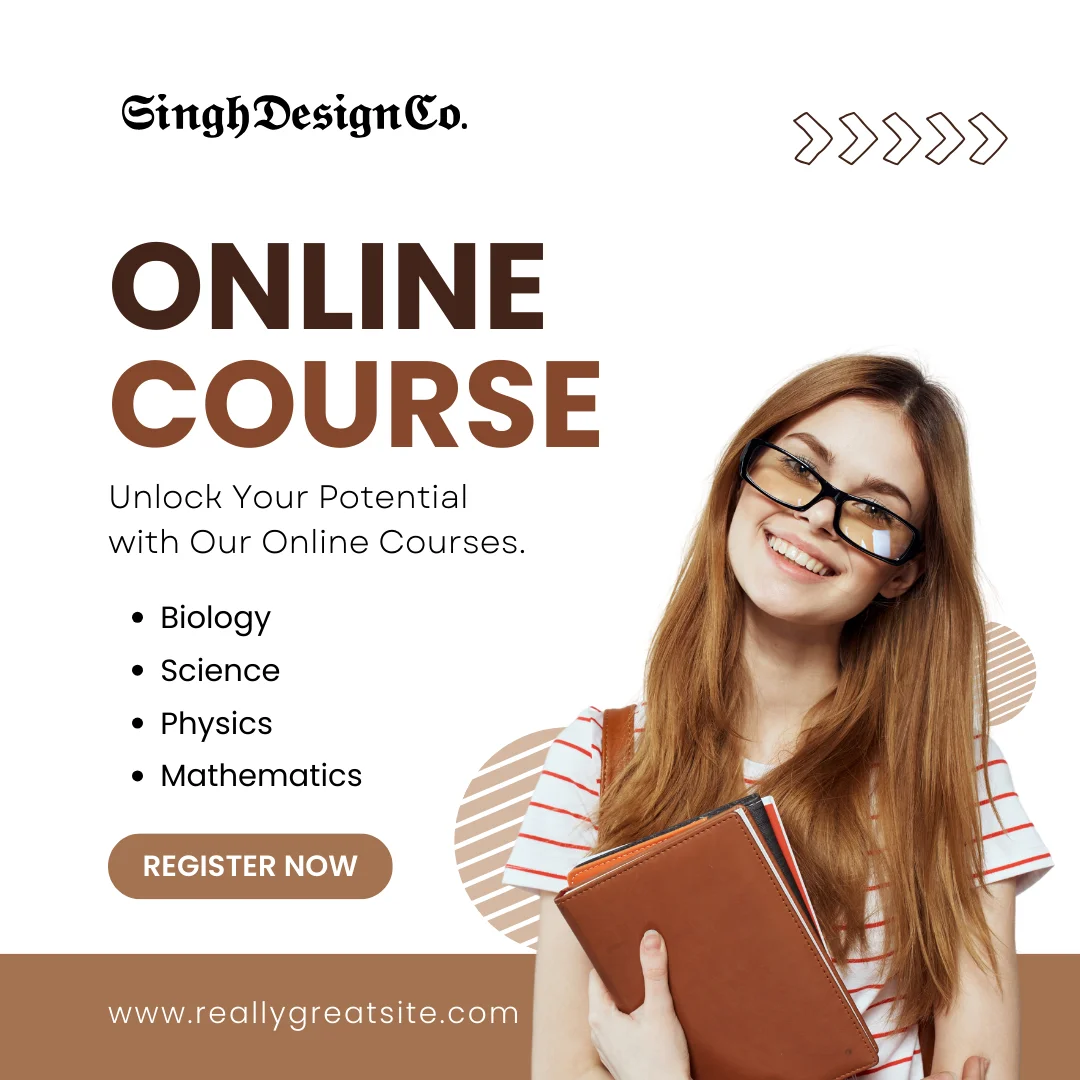 SinghDesignCo.
ONLINE
COURSE
Unlock Your Potential
with Our Online Courses.
• Biology
• Science
• Physics
• Mathematics
REGISTER NOW
www.reallygreatsite.com